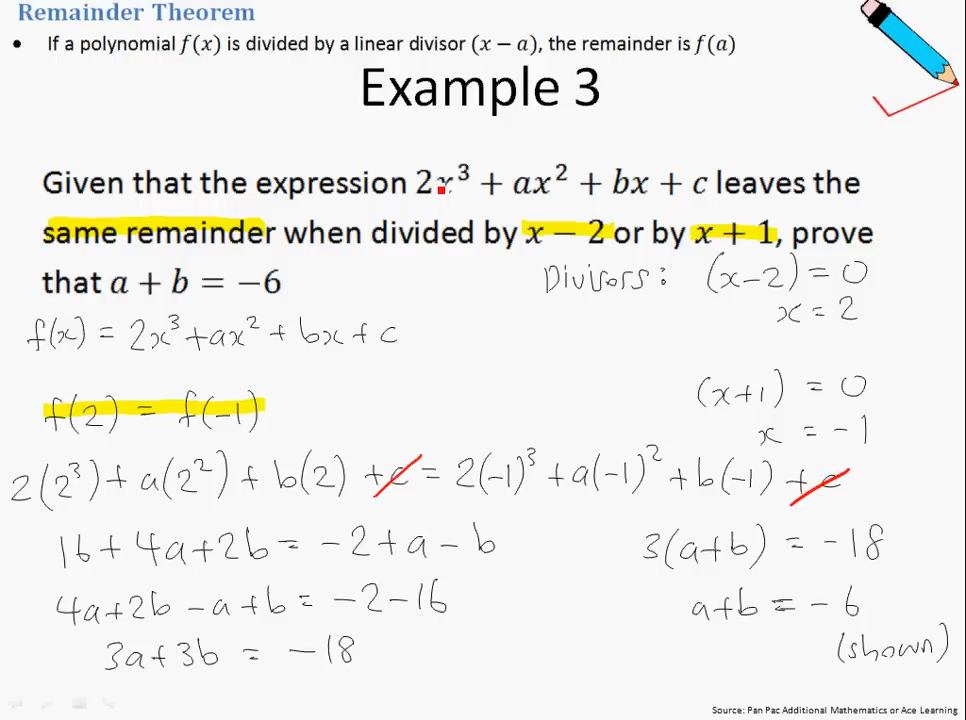 Remainder Theorem
• If a polynomial f(x) is divided by a linear divisor (x − a), the remainder is f(a)
Example 3
Given that the expression 2x³ + ax² + bx + c leaves the
same remainder when divided by x − 2 or by x + 1, prove
that a + b = −6
Divisors: (x−2) = 0
x = 2
f(x) = 2x³ + ax² + bx + c
(x+1) = 0
x = −1
f(2) = f(−1)
2(2³) + a(2²) + b(2) + c = 2(−1)³ + a(−1)² + b(−1) + c
16 + 4a + 2b = −2 + a − b
4a + 2b − a + b = −2 − 16
3a + 3b = −18
3(a+b) = −18
a+b = −6
(shown)
Source: Pan Pac Additional Mathematics or Ace Learning